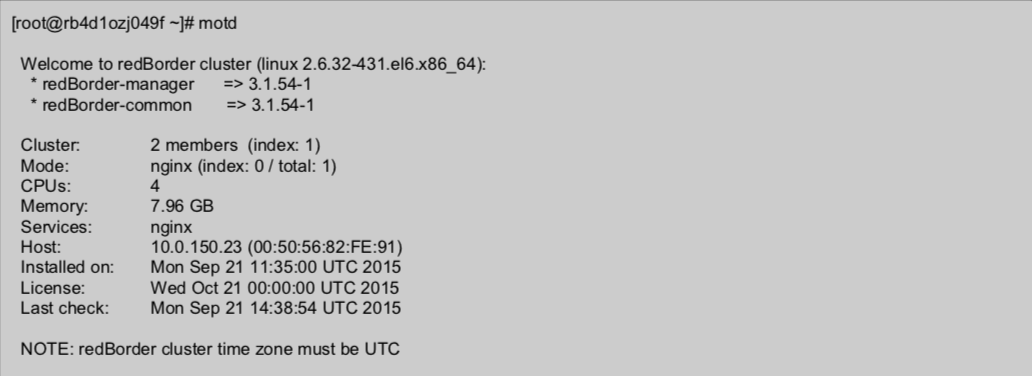 [root@rb4d1ozj049f ~]# motd
Welcome to redBorder cluster (linux 2.6.32-431.el6.x86_64):
* redBorder-manager => 3.1.54-1
* redBorder-common => 3.1.54-1
Cluster: 2 members (index: 1)
Mode: nginx (index: 0 / total: 1)
CPUs: 4
Memory: 7.96 GB
Services: nginx
Host: 10.0.150.23 (00:50:56:82:FE:91)
Installed on: Mon Sep 21 11:35:00 UTC 2015
License: Wed Oct 21 00:00:00 UTC 2015
Last check: Mon Sep 21 14:38:54 UTC 2015
NOTE: redBorder cluster time zone must be UTC